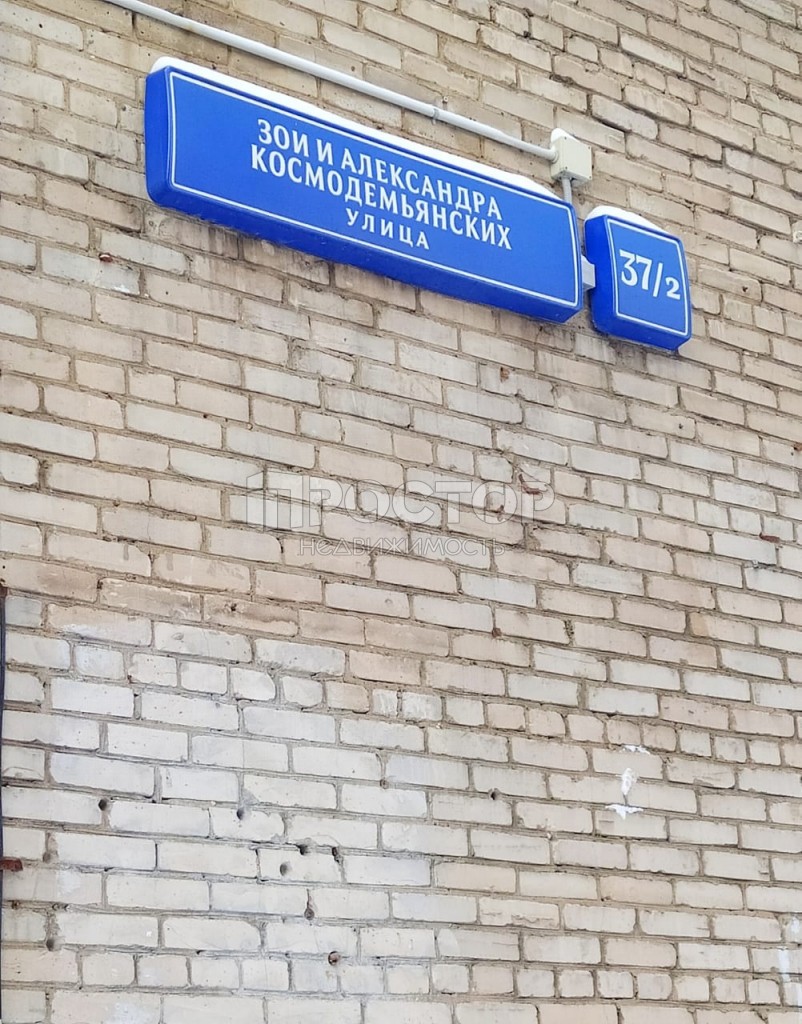 ЗОИ И АЛЕКСАНДРА
КОСМОДЕМЬЯНСКИХ
УЛИЦА
37/2
ПРОСТОР
НЕДВИЖИМОСТЬ